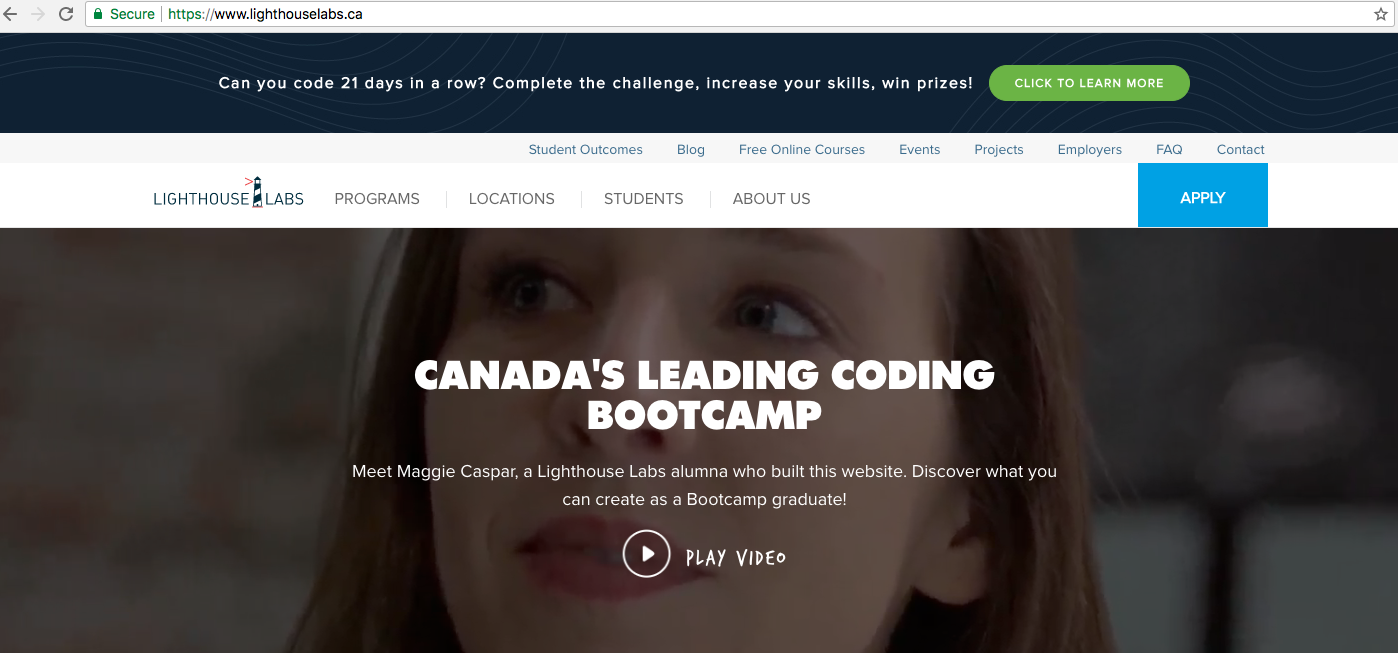 Secure https://www.lighthouselabs.ca
Can you code 21 days in a row? Complete the challenge, increase your skills, win prizes! CLICK TO LEARN MORE
Student Outcomes Blog Free Online Courses Events Projects Employers FAQ Contact
LIGHTHOUSE LABS PROGRAMS LOCATIONS STUDENTS ABOUT US APPLY
CANADA'S LEADING CODING
BOOTCAMP
Meet Maggie Caspar, a Lighthouse Labs alumna who built this website. Discover what you
can create as a Bootcamp graduate!
PLAY VIDEO